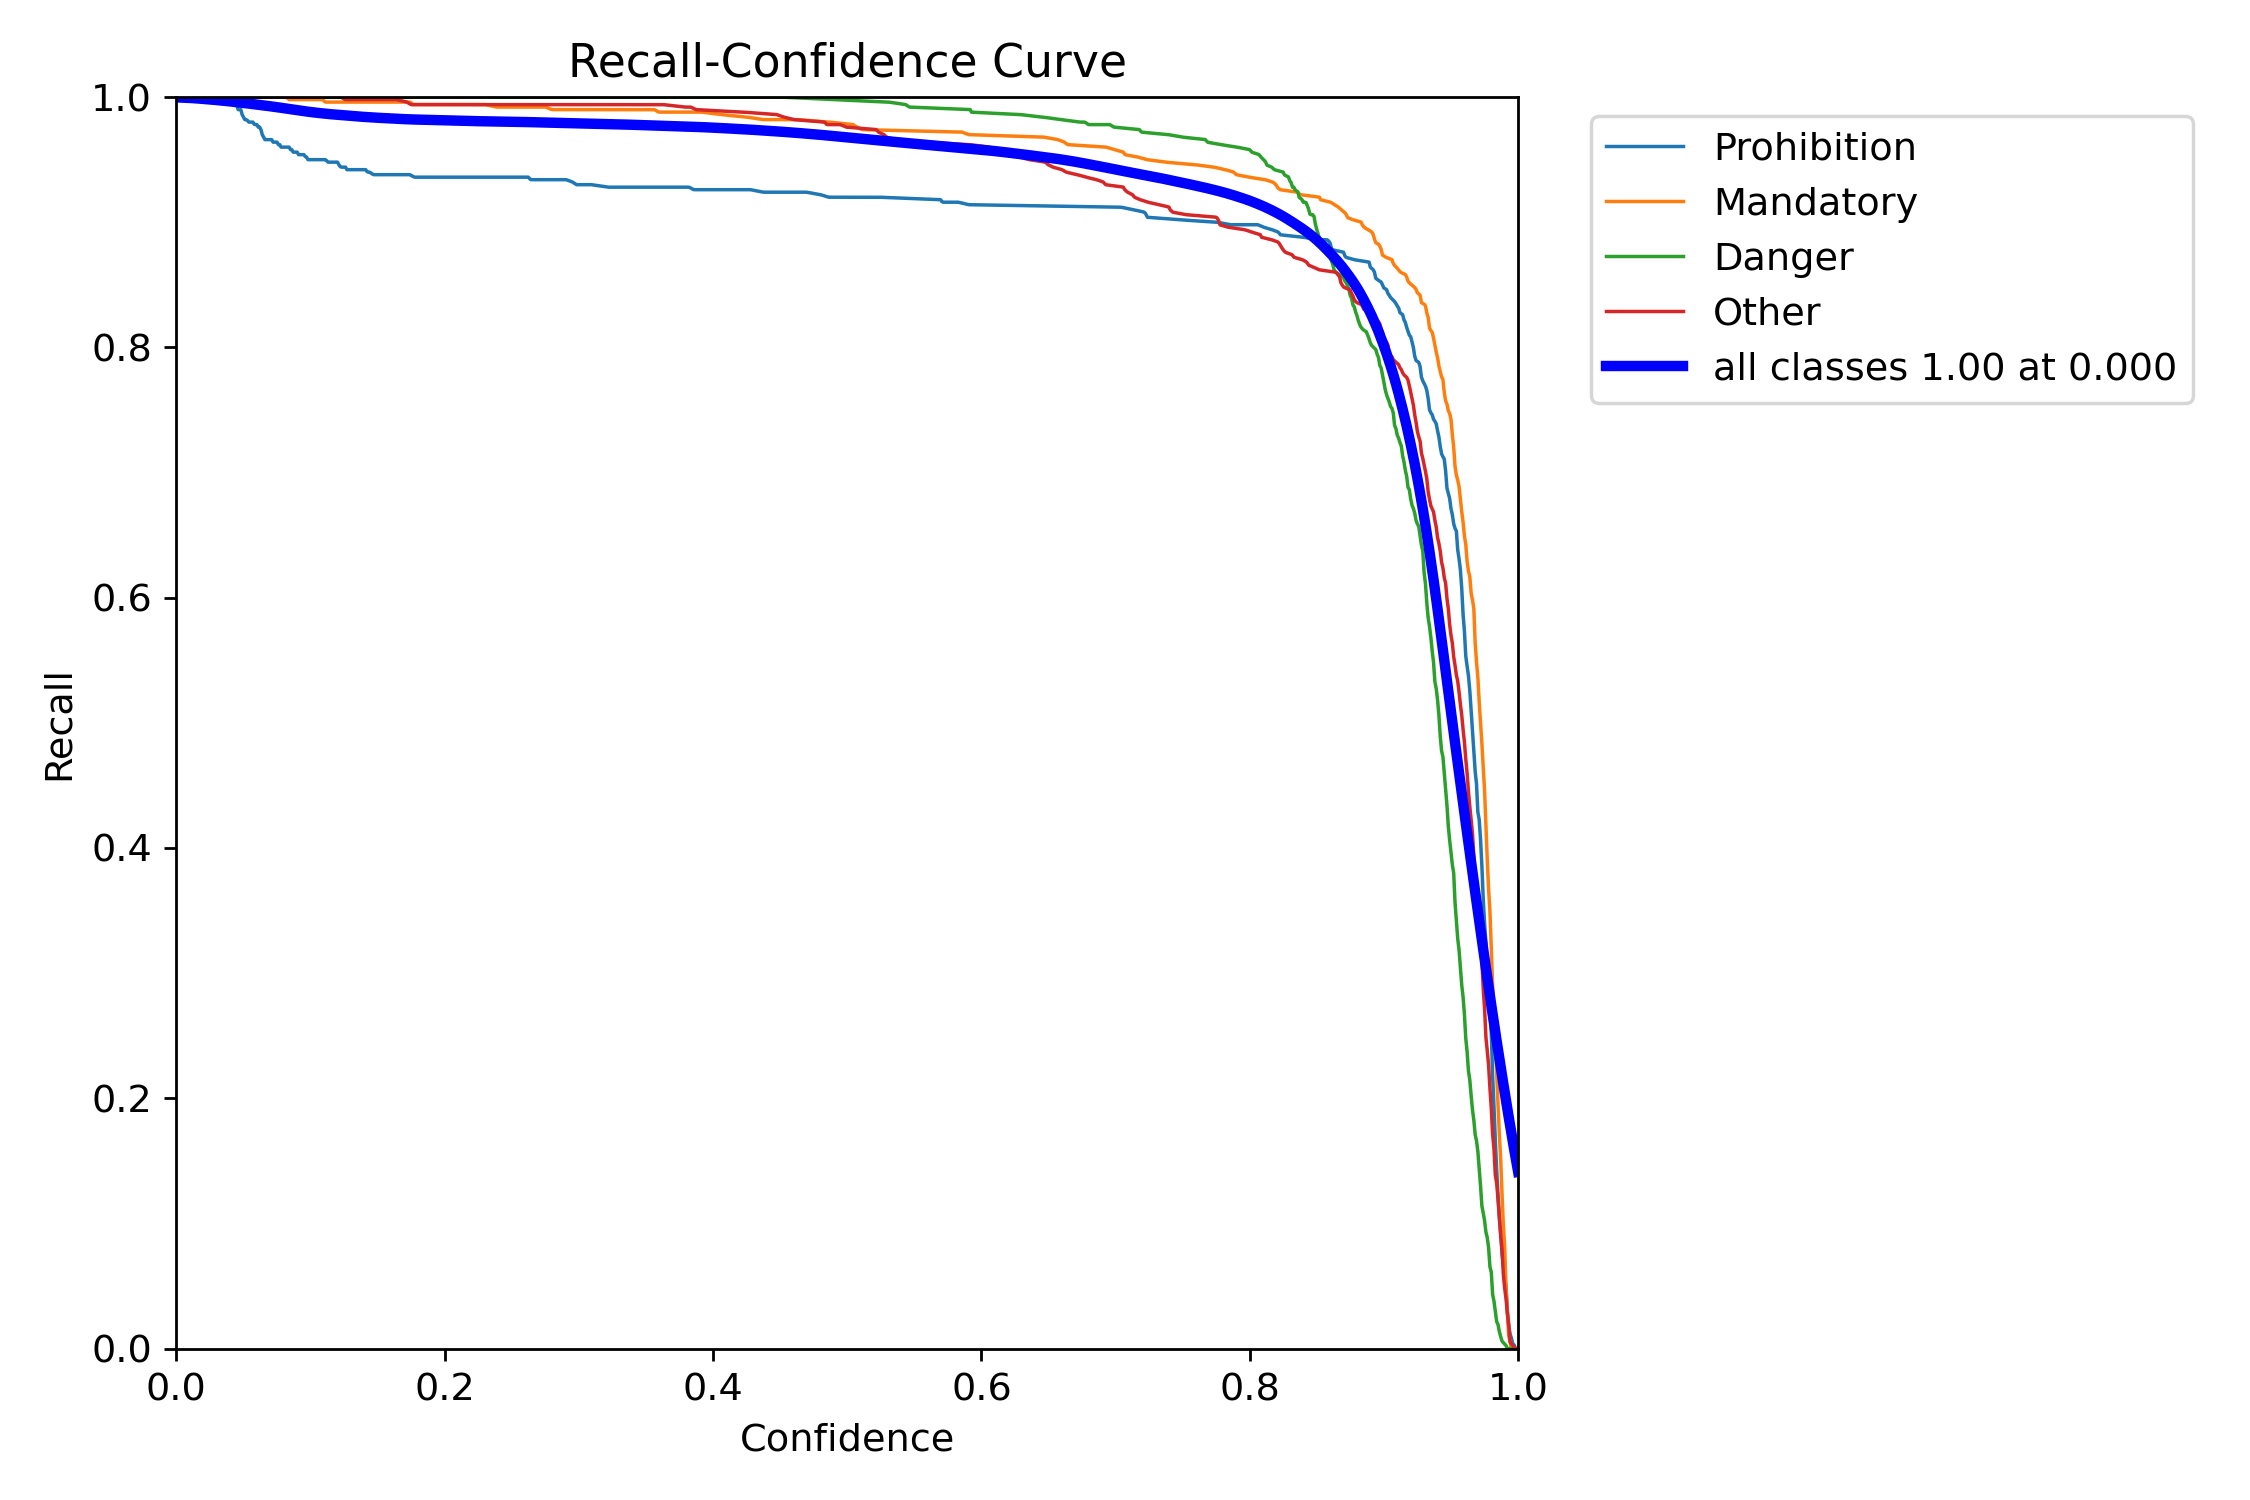 Recall-Confidence Curve
1.0
0.8
0.6
0.4
0.2
0.0
Recall
0.0 0.2 0.4 0.6 0.8 1.0
Confidence
Prohibition
Mandatory
Danger
Other
all classes 1.00 at 0.000